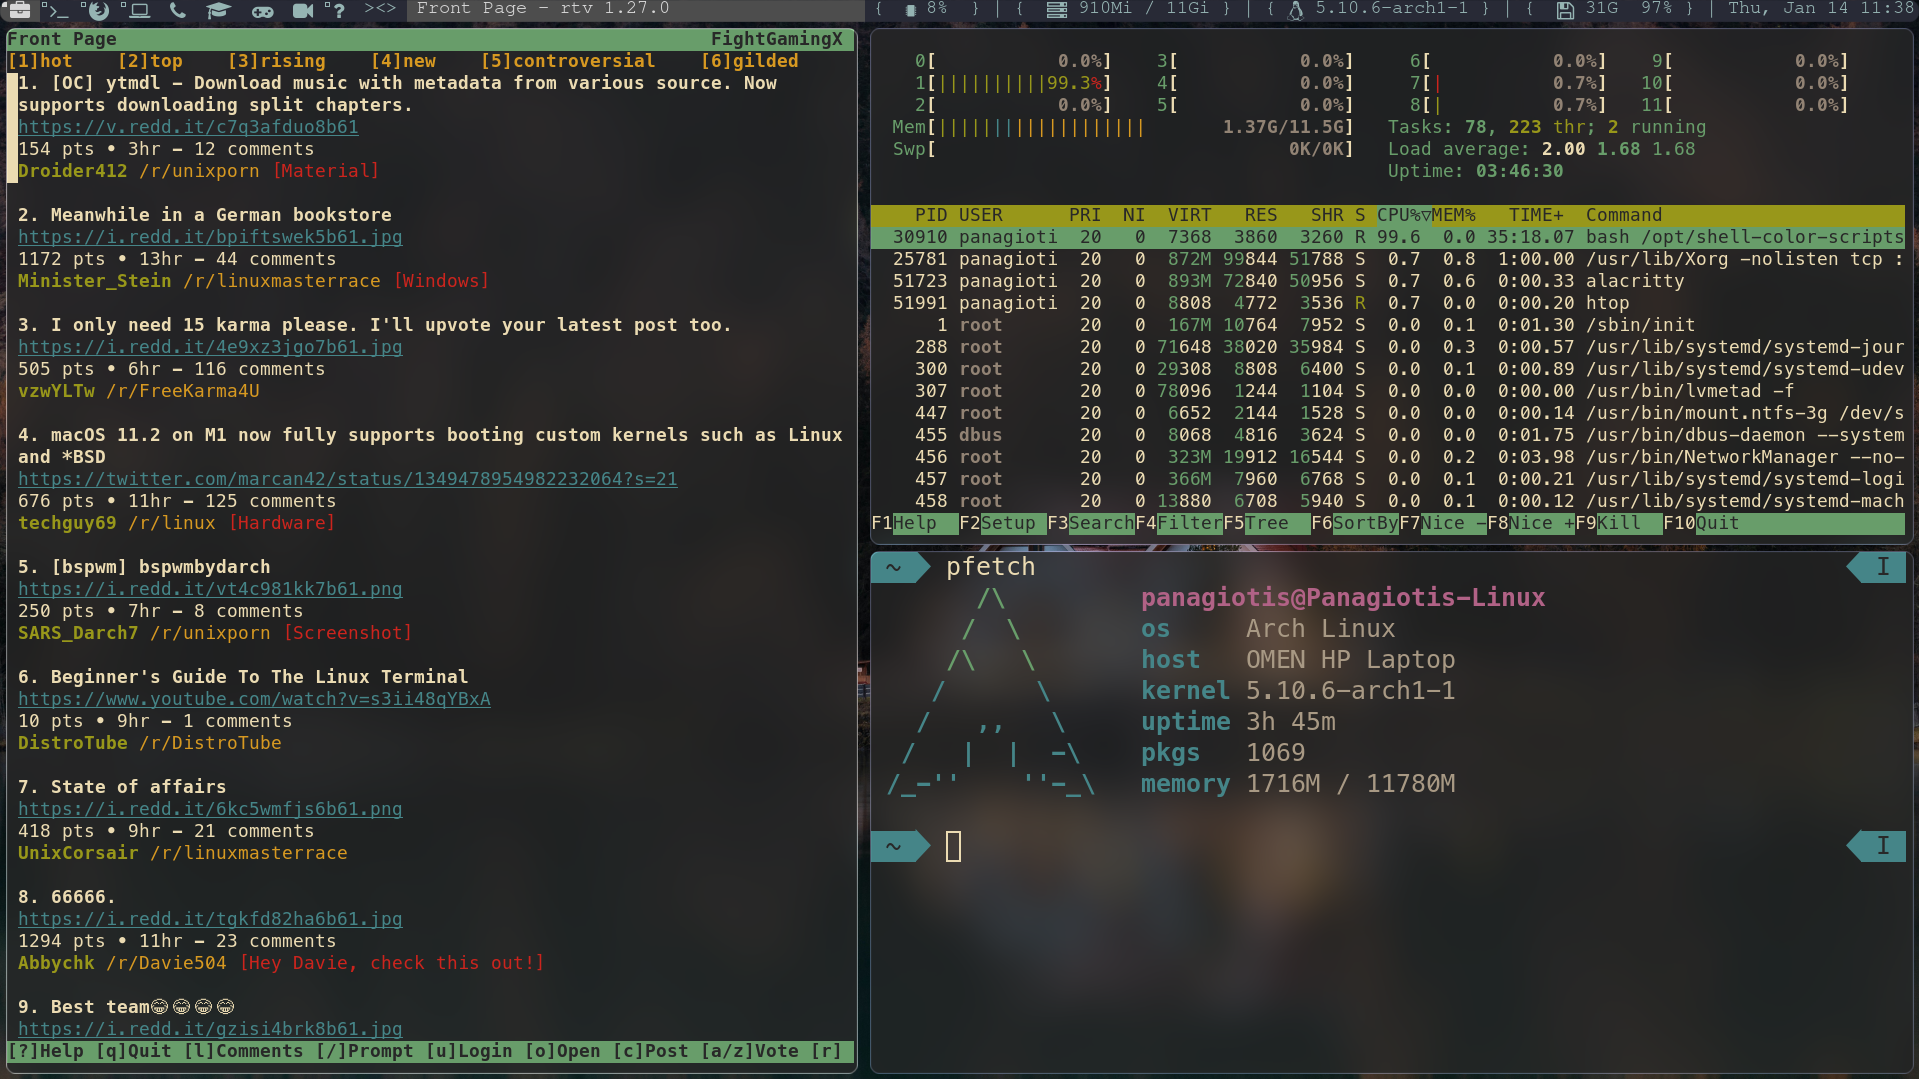 ><> Front Page - rtv 1.27.0 { 8% } | { 910Mi / 11Gi } | { 5.10.6-arch1-1 } | { 31G 97% } | Thu, Jan 14 11:38
Front Page FightGamingX
[1]hot [2]top [3]rising [4]new [5]controversial [6]gilded
1. [OC] ytmdl – Download music with metadata from various source. Now
supports downloading split chapters.
https://v.redd.it/c7q3afduo8b61
154 pts • 3hr – 12 comments
Droider412 /r/unixporn [Material]
2. Meanwhile in a German bookstore
https://i.redd.it/bpiftswek5b61.jpg
1172 pts • 13hr – 44 comments
Minister_Stein /r/linuxmasterrace [Windows]
3. I only need 15 karma please. I'll upvote your latest post too.
https://i.redd.it/4e9xz3jgo7b61.jpg
505 pts • 6hr – 116 comments
vzwYLTw /r/FreeKarma4U
4. macOS 11.2 on M1 now fully supports booting custom kernels such as Linux
and *BSD
https://twitter.com/marcan42/status/1349478954982232064?s=21
676 pts • 11hr – 125 comments
techguy69 /r/linux [Hardware]
5. [bspwm] bspwmbydarch
https://i.redd.it/vt4c981kk7b61.png
250 pts • 7hr – 8 comments
SARS_Darch7 /r/unixporn [Screenshot]
6. Beginner's Guide To The Linux Terminal
https://www.youtube.com/watch?v=s3ii48qYBxA
10 pts • 9hr – 1 comments
DistroTube /r/DistroTube
7. State of affairs
https://i.redd.it/6kc5wmfjs6b61.png
418 pts • 9hr – 21 comments
UnixCorsair /r/linuxmasterrace
8. 66666.
https://i.redd.it/tgkfd82ha6b61.jpg
1294 pts • 11hr – 23 comments
Abbychk /r/Davie504 [Hey Davie, check this out!]
9. Best team😂😂😂😂
https://i.redd.it/gzisi4brk8b61.jpg
[?]Help [q]Quit [l]Comments [/]Prompt [u]Login [o]Open [c]Post [a/z]Vote [r]
0[ 0.0%] 3[ 0.0%] 6[ 0.0%] 9[ 0.0%]
1[||||||||||99.3%] 4[ 0.0%] 7[| 0.7%] 10[ 0.0%]
2[ 0.0%] 5[ 0.0%] 8[| 0.7%] 11[ 0.0%]
Mem[||||||||||||||||||| 1.37G/11.5G] Tasks: 78, 223 thr; 2 running
Swp[ 0K/0K] Load average: 2.00 1.68 1.68
Uptime: 03:46:30
PID USER PRI NI VIRT RES SHR S CPU%▽MEM% TIME+ Command
30910 panagioti 20 0 7368 3860 3260 R 99.6 0.0 35:18.07 bash /opt/shell-color-scripts
25781 panagioti 20 0 872M 99844 51788 S 0.7 0.8 1:00.00 /usr/lib/Xorg -nolisten tcp :
51723 panagioti 20 0 893M 72840 50956 S 0.7 0.6 0:00.33 alacritty
51991 panagioti 20 0 8808 4772 3536 R 0.7 0.0 0:00.20 htop
1 root 20 0 167M 10764 7952 S 0.0 0.1 0:01.30 /sbin/init
288 root 20 0 71648 38020 35984 S 0.0 0.3 0:00.57 /usr/lib/systemd/systemd-jour
300 root 20 0 29308 8808 6400 S 0.0 0.1 0:00.89 /usr/lib/systemd/systemd-udev
307 root 20 0 78096 1244 1104 S 0.0 0.0 0:00.00 /usr/bin/lvmetad -f
447 root 20 0 6652 2144 1528 S 0.0 0.0 0:00.14 /usr/bin/mount.ntfs-3g /dev/s
455 dbus 20 0 8068 4816 3624 S 0.0 0.0 0:01.75 /usr/bin/dbus-daemon --system
456 root 20 0 323M 19912 16544 S 0.0 0.2 0:03.98 /usr/bin/NetworkManager --no-
457 root 20 0 366M 7960 6768 S 0.0 0.1 0:00.21 /usr/lib/systemd/systemd-logi
458 root 20 0 13880 6708 5940 S 0.0 0.1 0:00.12 /usr/lib/systemd/systemd-mach
F1Help F2Setup F3Search F4Filter F5Tree F6SortBy F7Nice -F8Nice +F9Kill F10Quit
~ pfetch I
/\ panagiotis@Panagiotis-Linux
/ \ os Arch Linux
/\ \ host OMEN HP Laptop
/ \ kernel 5.10.6-arch1-1
/ ,, \ uptime 3h 45m
/ | | -\ pkgs 1069
/_-'' ''-_\ memory 1716M / 11780M
~ I